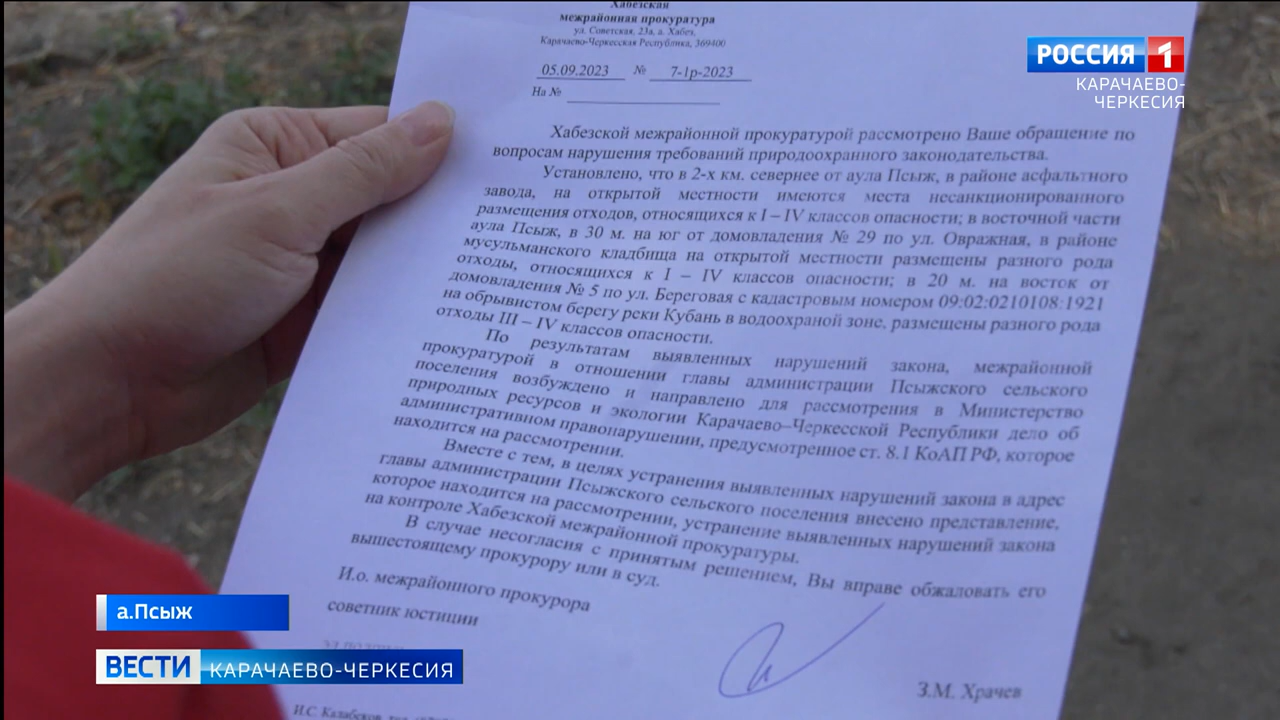 Хабезская
межрайонная прокуратура
ул. Советская, 23а, а. Хабез,
Карачаево-Черкесская Республика, 369400
05.09.2023 № 7-1р-2023
На №
РОССИЯ 1
КАРАЧАЕВО-
ЧЕРКЕСИЯ
Хабезской межрайонной прокуратурой рассмотрено Ваше обращение по
вопросам нарушения требований природоохранного законодательства.
Установлено, что в 2-х км. севернее от аула Псыж, в районе асфальтного
завода, на открытой местности имеются места несанкционированного
размещения отходов, относящихся к I – IV классов опасности; в восточной части
аула Псыж, в 30 м. на юг от домовладения № 29 по ул. Овражная, в районе
мусульманского кладбища на открытой местности размещены разного рода
отходы, относящихся к I – IV классов опасности; в 20 м. на восток от
домовладения № 5 по ул. Береговая с кадастровым номером 09:02:0210108:1921
на обрывистом берегу реки Кубань в водоохраной зоне, размещены разного рода
отходы III – IV классов опасности.
По результатам выявленных нарушений закона, межрайонной
прокуратурой в отношении главы администрации Псыжского сельского
поселения возбуждено и направлено для рассмотрения в Министерство
природных ресурсов и экологии Карачаево–Черкесской Республики дело об
административном правонарушении, предусмотренное ст. 8.1 КоАП РФ, которое
находится на рассмотрении.
Вместе с тем, в целях устранения выявленных нарушений закона в адрес
главы администрации Псыжского сельского поселения внесено представление,
которое находится на рассмотрении, устранение выявленных нарушений закона
на контроле Хабезской межрайонной прокуратуры.
В случае несогласия с принятым решением, Вы вправе обжаловать его
вышестоящему прокурору или в суд.
И.о. межрайонного прокурора
советник юстиции
З.М. Храчев
И.С. Калабеков,
а.Псыж
ВЕСТИ КАРАЧАЕВО-ЧЕРКЕСИЯ